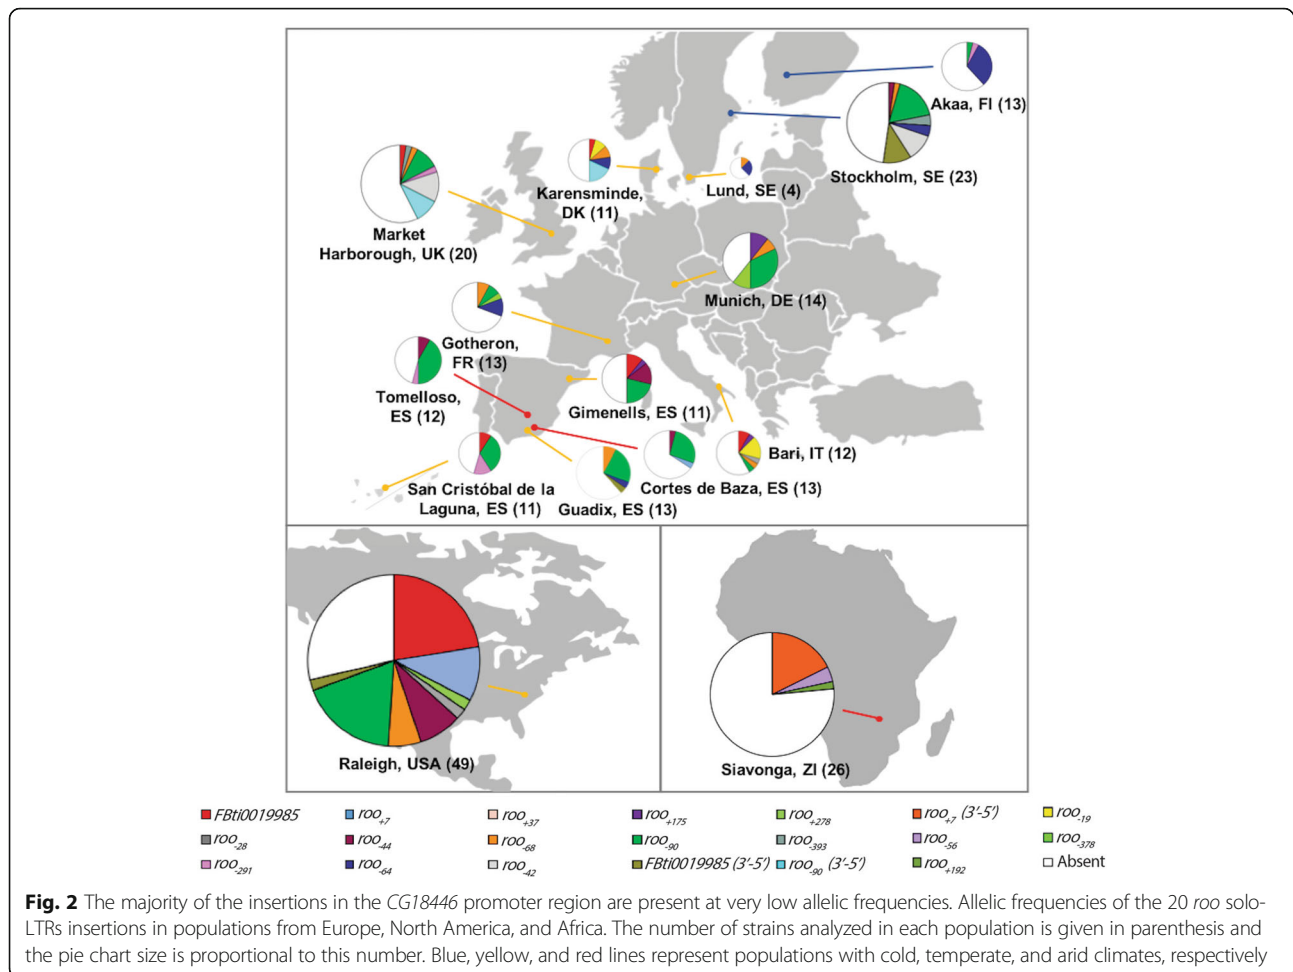 Akaa, FI (13)
Stockholm, SE (23)
Karensminde,
DK (11)
Lund, SE (4)
Market
Harborough, UK (20)
Munich, DE (14)
Gotheron,
FR (13)
Tomelloso,
ES (12)
Gimenells, ES (11)
Bari, IT (12)
San Cristóbal de la
Laguna, ES (11)
Guadix, ES (13)
Cortes de Baza, ES (13)
Raleigh, USA (49)
Siavonga, ZI (26)
FBti0019985 roo+7 roo+37 roo+175 roo+278 roo+7 (3'-5') roo-19
roo-28 roo-44 roo-68 roo-90 roo-393 roo-56 roo-378
roo-291 roo-64 roo-42 FBti0019985 (3'-5') roo-90 (3'-5') roo+192 Absent
Fig. 2 The majority of the insertions in the CG18446 promoter region are present at very low allelic frequencies. Allelic frequencies of the 20 roo solo-
LTRs insertions in populations from Europe, North America, and Africa. The number of strains analyzed in each population is given in parenthesis and
the pie chart size is proportional to this number. Blue, yellow, and red lines represent populations with cold, temperate, and arid climates, respectively